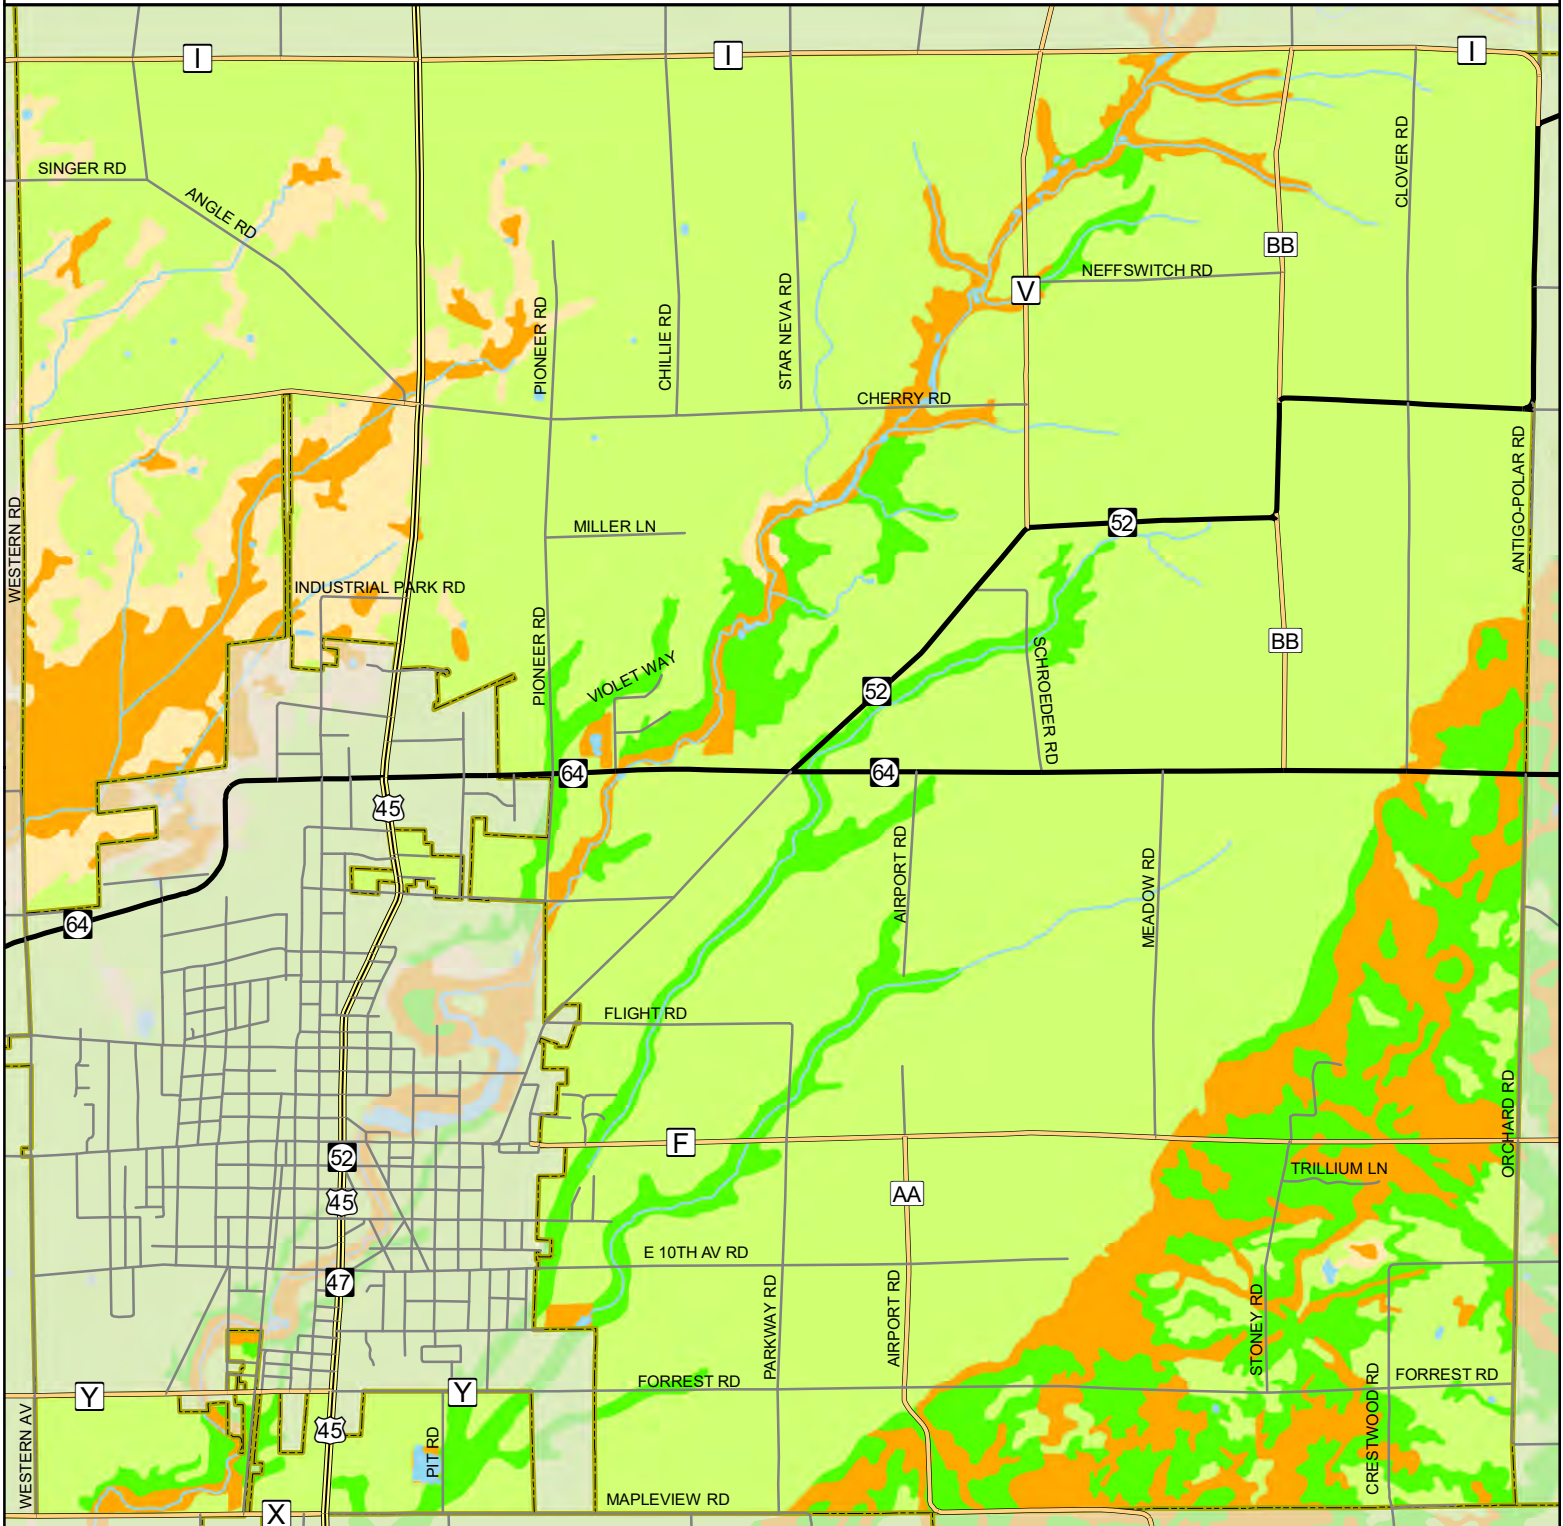 I
I
I
SINGER RD
ANGLE RD
CLOVER RD
BB
NEFFSWITCH RD
V
PIONEER RD
CHILLIE RD
STAR NEVA RD
CHERRY RD
WESTERN RD
ANTIGO-POLAR RD
MILLER LN
52
INDUSTRIAL PARK RD
PIONEER RD
VIOLET WAY
SCHROEDER RD
BB
52
64
64
45
AIRPORT RD
MEADOW RD
64
FLIGHT RD
ORCHARD RD
F
52
TRILLIUM LN
45
AA
E 10TH AV RD
47
PARKWAY RD
AIRPORT RD
STONEY RD
FORREST RD
FORREST RD
Y
Y
CRESTWOOD RD
WESTERN AV
45
PIT RD
MAPLEVIEW RD
X